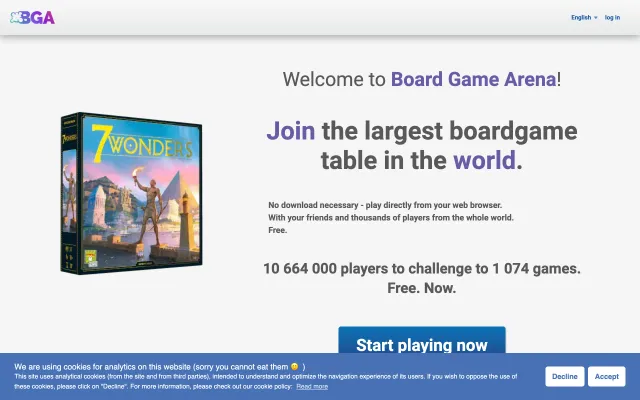 BGA
English
log in
Welcome to Board Game Arena!
Join the largest boardgame
table in the world.
7 WONDERS
No download necessary - play directly from your web browser.
With your friends and thousands of players from the whole world.
Free.
10 664 000 players to challenge to 1 074 games.
Free. Now.
Start playing now
We are using cookies for analytics on this website (sorry you cannot eat them 😋 )
This site uses analytical cookies (from the site and from third parties), intended to understand and optimize the navigation experience of its users. If you wish to oppose the use of
these cookies, please click on "Decline". For more information, please check out our cookie policy: Read more
Decline
Accept